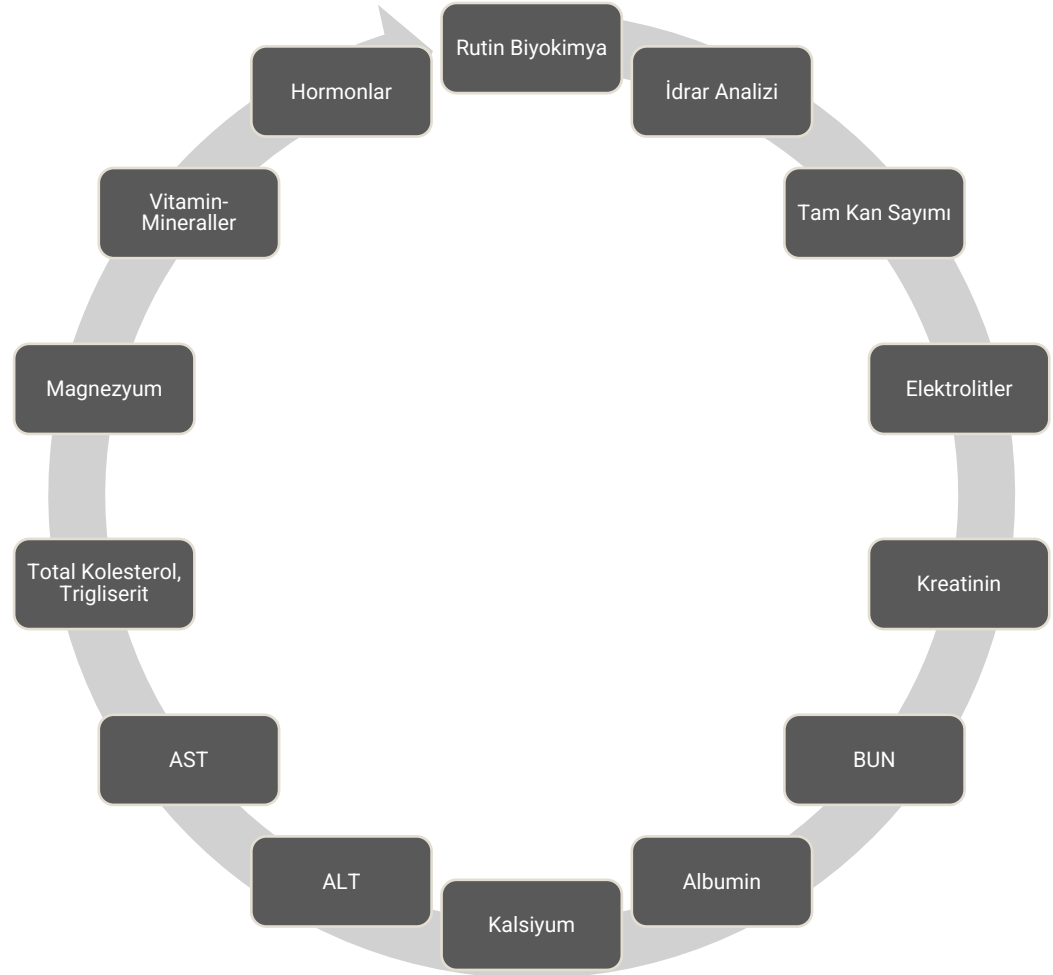 Rutin Biyokimya
İdrar Analizi
Tam Kan Sayımı
Elektrolitler
Kreatinin
BUN
Albumin
Kalsiyum
ALT
AST
Total Kolesterol,
Trigliserit
Magnezyum
Vitamin-
Mineraller
Hormonlar